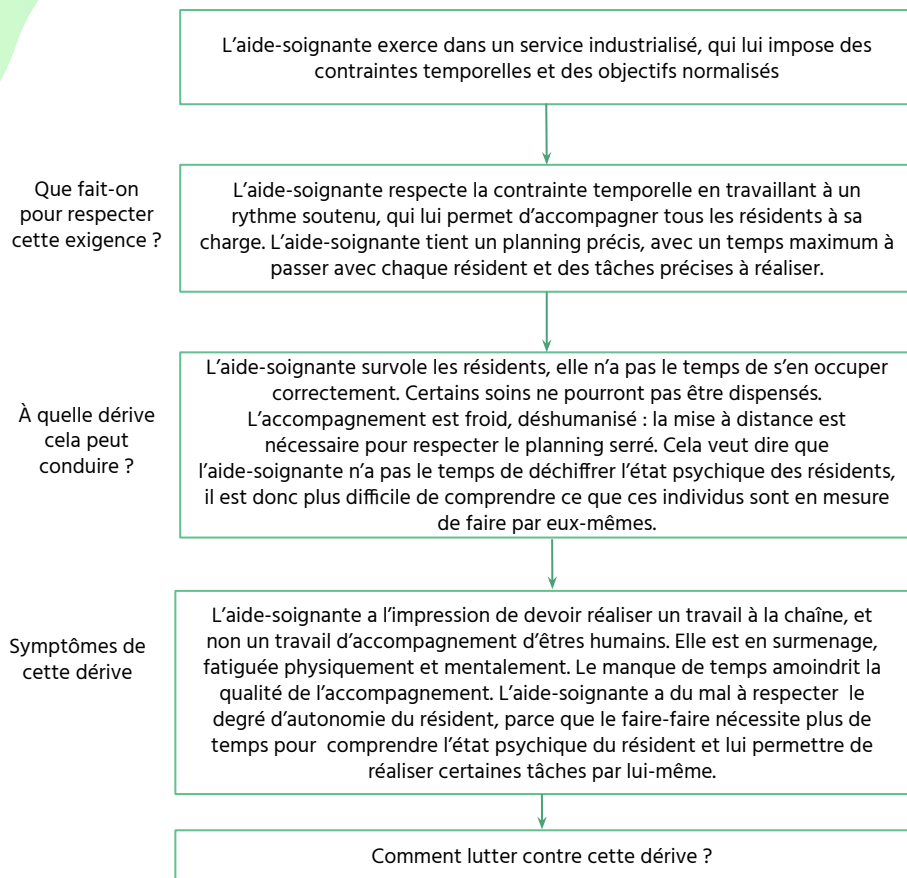 L’aide-soignante exerce dans un service industrialisé, qui lui impose des
contraintes temporelles et des objectifs normalisés
Que fait-on
pour respecter
cette exigence ?
L’aide-soignante respecte la contrainte temporelle en travaillant à un
rythme soutenu, qui lui permet d’accompagner tous les résidents à sa
charge. L’aide-soignante tient un planning précis, avec un temps maximum à
passer avec chaque résident et des tâches précises à réaliser.
À quelle dérive
cela peut
conduire ?
L’aide-soignante survole les résidents, elle n’a pas le temps de s’en occuper
correctement. Certains soins ne pourront pas être dispensés.
L’accompagnement est froid, déshumanisé : la mise à distance est
nécessaire pour respecter le planning serré. Cela veut dire que
l’aide-soignante n’a pas le temps de déchiffrer l’état psychique des résidents,
il est donc plus difficile de comprendre ce que ces individus sont en mesure
de faire par eux-mêmes.
Symptômes de
cette dérive
L’aide-soignante a l’impression de devoir réaliser un travail à la chaîne, et
non un travail d’accompagnement d’êtres humains. Elle est en surmenage,
fatiguée physiquement et mentalement. Le manque de temps amoindrit la
qualité de l’accompagnement. L’aide-soignante a du mal à respecter le
degré d’autonomie du résident, parce que le faire-faire nécessite plus de
temps pour comprendre l’état psychique du résident et lui permettre de
réaliser certaines tâches par lui-même.
Comment lutter contre cette dérive ?